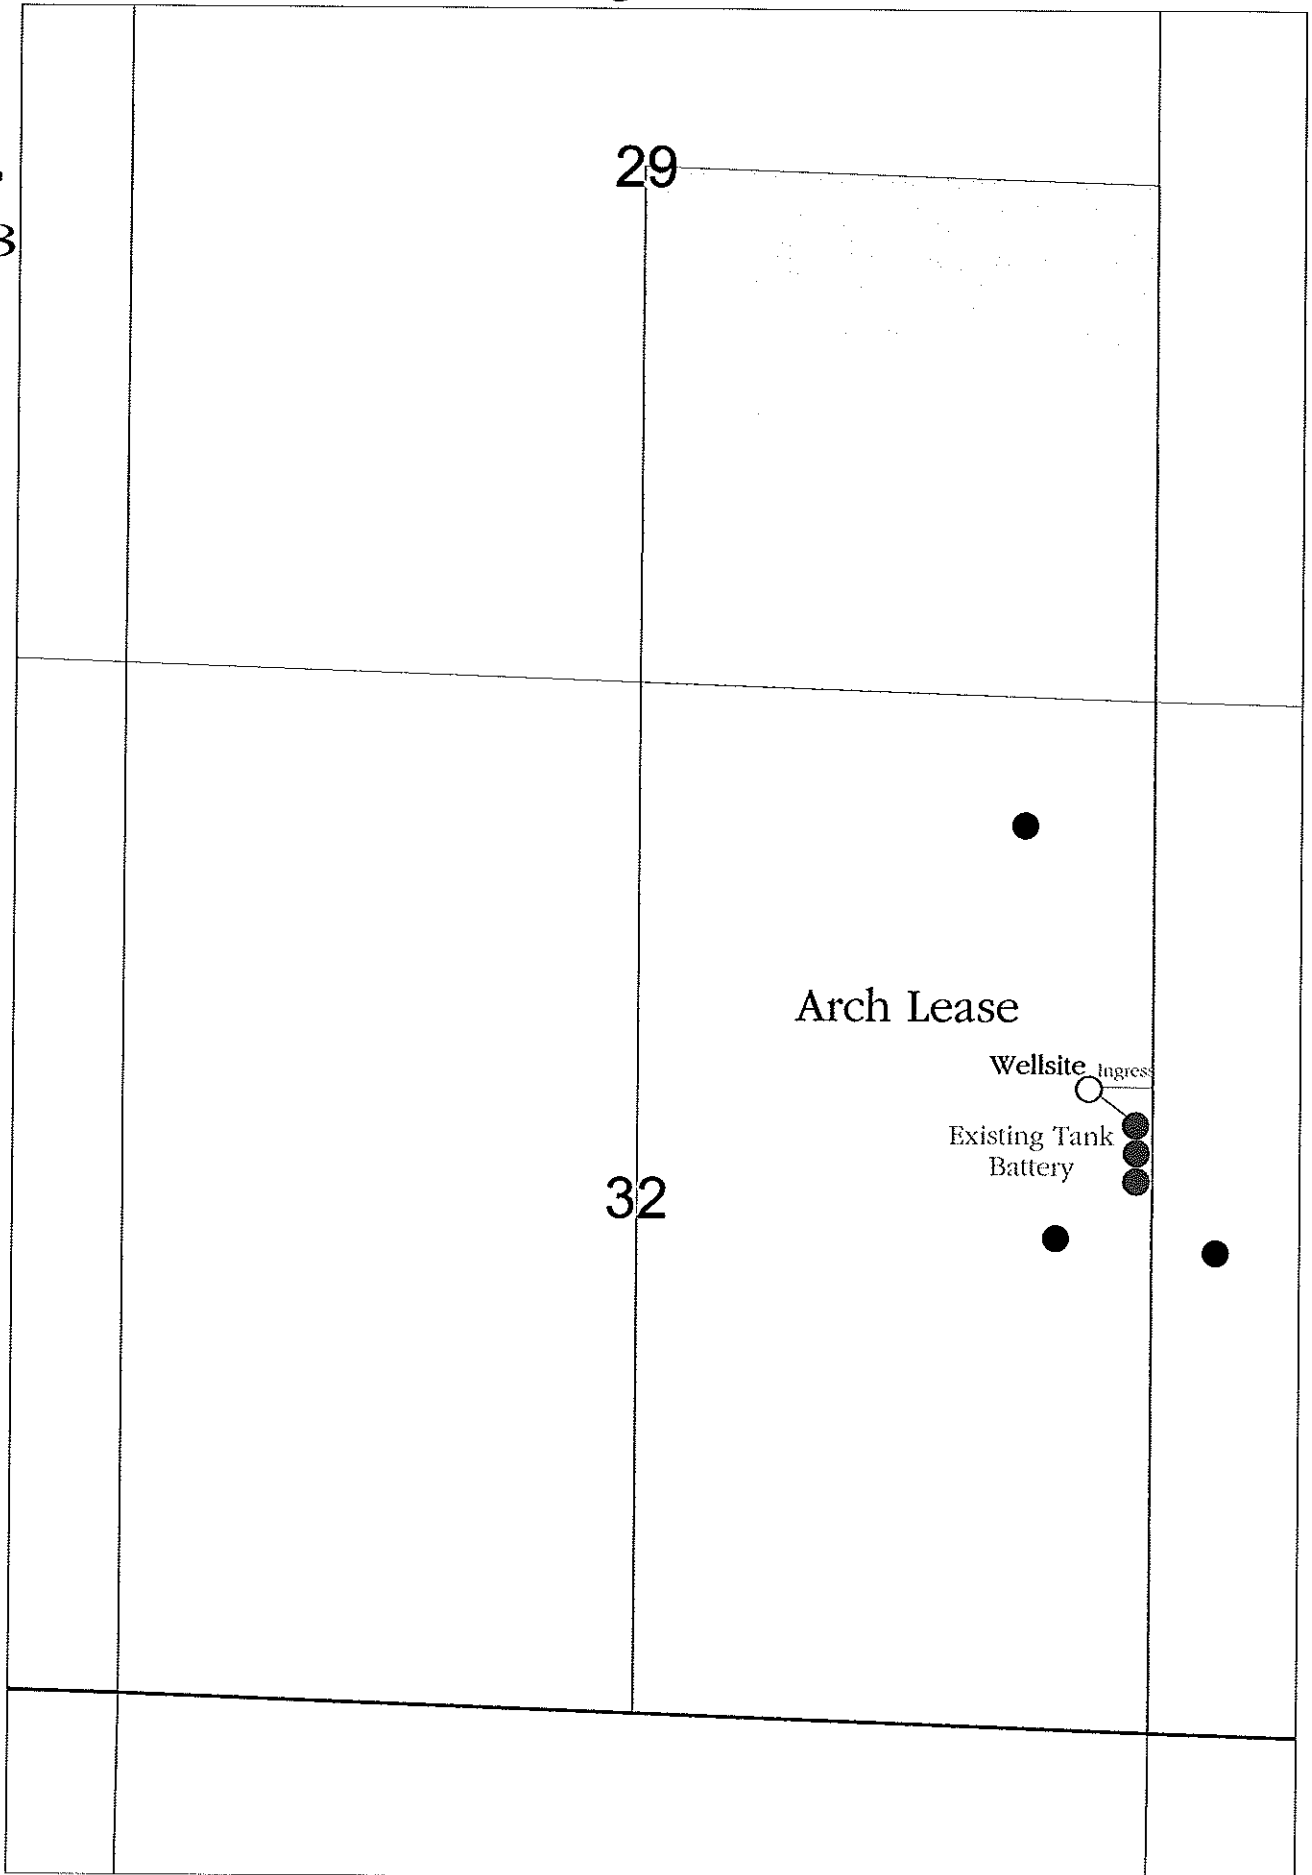 29
Arch Lease
Wellsite
Ingress
Existing Tank
Battery
32